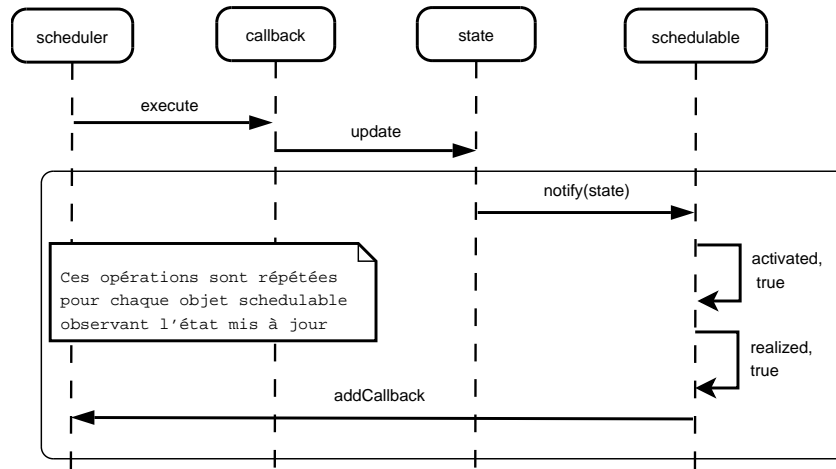 scheduler
callback
state
schedulable
execute
update
notify(state)
activated,
true
Ces opérations sont répétées
pour chaque objet schedulable
observant l'état mis à jour
realized,
true
addCallback